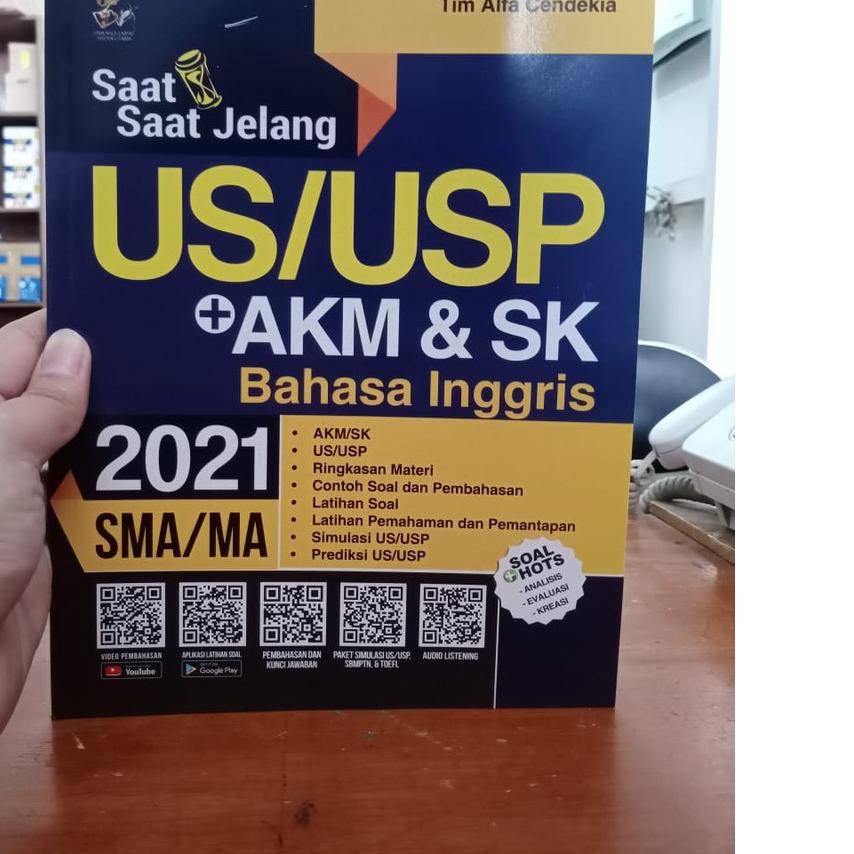 Tim Alfa Cendekia
Saat
Saat Jelang
US/USP
+AKM & SK
Bahasa Inggris
2021
SMA/MA
• AKM/SK
• US/USP
• Ringkasan Materi
• Contoh Soal dan Pembahasan
• Latihan Soal
• Latihan Pemahaman dan Pemantapan
• Simulasi US/USP
• Prediksi US/USP
SOAL
+HOTS
- ANALISIS
- EVALUASI
- KREASI
VIDEO PEMBAHASAN
YouTube
APLIKASI LATIHAN SOAL
GET IT ON
Google Play
PEMBAHASAN DAN
KUNCI JAWABAN
PAKET SIMULASI US/USP,
SBMPTN, & TOEFL
AUDIO LISTENING